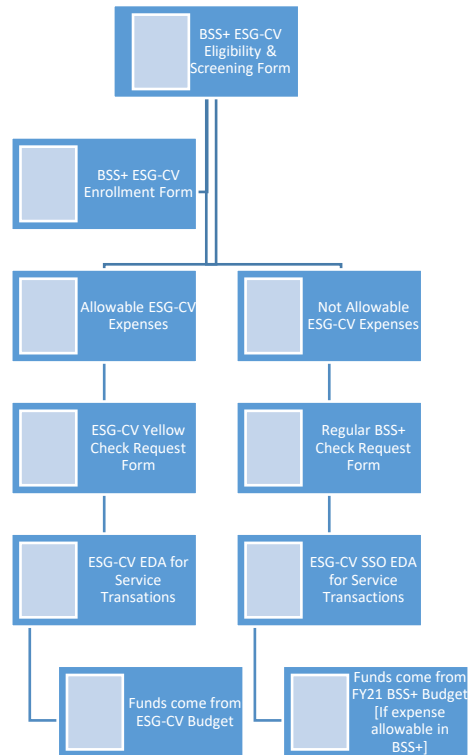 BSS+ ESG-CV
Eligibility &
Screening Form
BSS+ ESG-CV
Enrollment Form
Allowable ESG-CV
Expenses
Not Allowable
ESG-CV Expenses
ESG-CV Yellow
Check Request
Form
Regular BSS+
Check Request
Form
ESG-CV EDA for
Service
Transations
ESG-CV SSO EDA
for Service
Transactions
Funds come from
ESG-CV Budget
Funds come from
FY21 BSS+ Budget
[If expense
allowable in
BSS+]